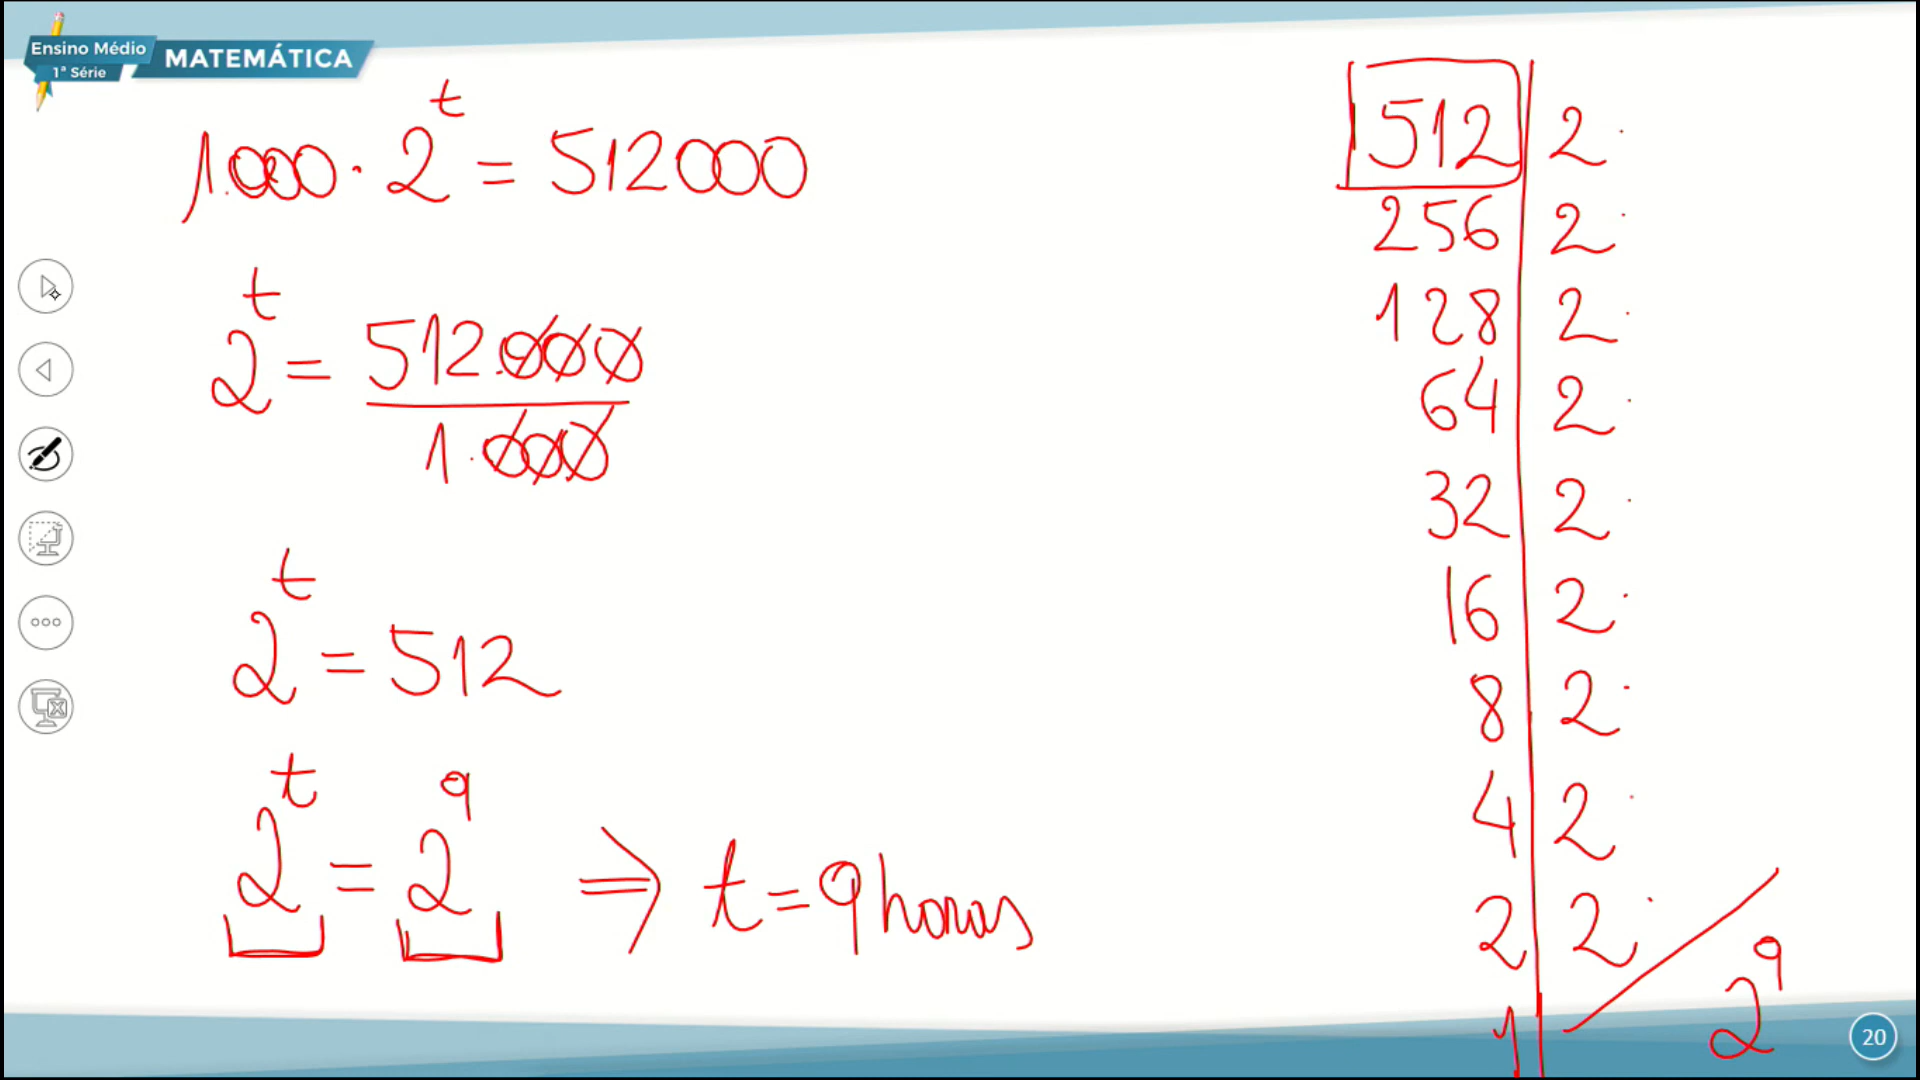 Ensino Médio
1ª Série
MATEMÁTICA
1.000 · 2^t = 512000
2^t = 512.000 / 1.000
2^t = 512
2^t = 2^9 ⇒ t = 9 horas
512 | 2
256 | 2
128 | 2
64 | 2
32 | 2
16 | 2
8 | 2
4 | 2
2 | 2
1 | 2^9
20